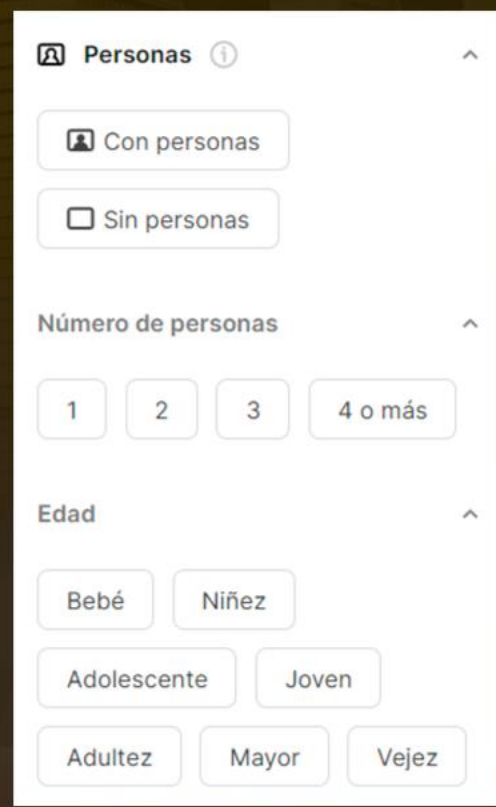 Personas
Con personas
Sin personas
Número de personas
1 2 3 4 o más
Edad
Bebé Niñez
Adolescente Joven
Adultez Mayor Vejez